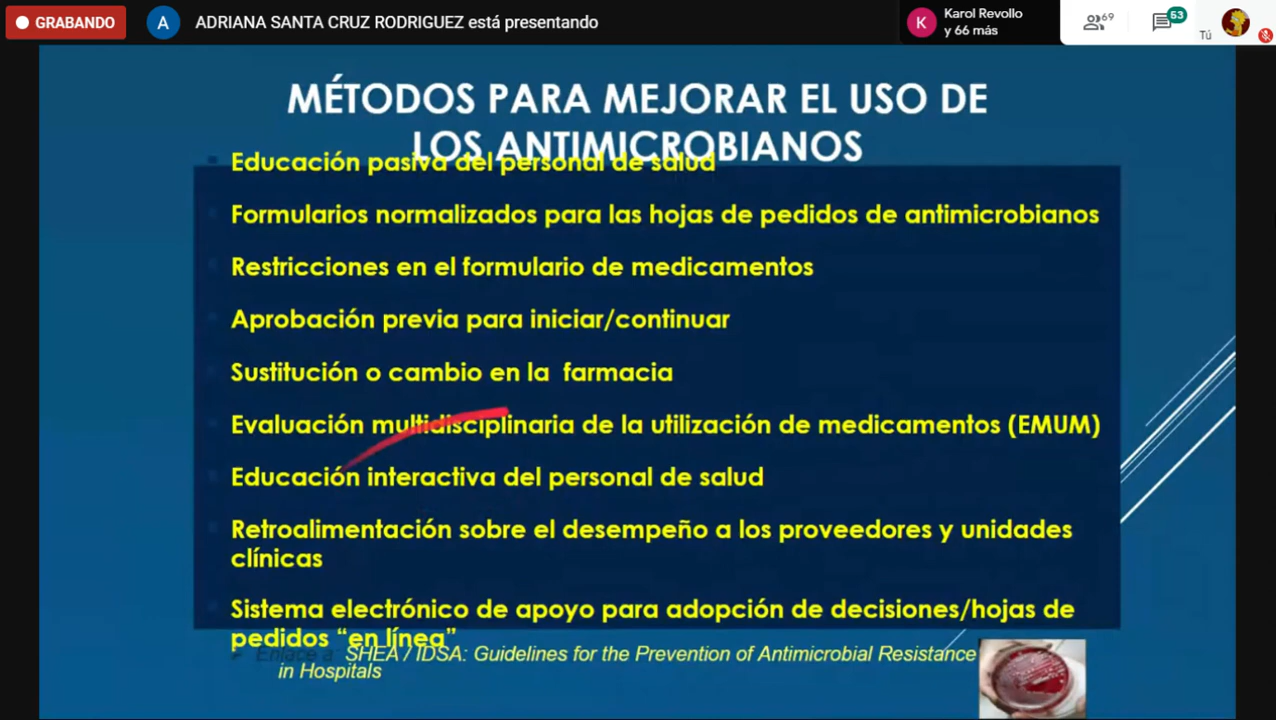 GRABANDO
A
ADRIANA SANTA CRUZ RODRIGUEZ está presentando
K
Karol Revollo
y 66 más
69
53
Tú
MÉTODOS PARA MEJORAR EL USO DE
LOS ANTIMICROBIANOS
Educación pasiva del personal de salud
Formularios normalizados para las hojas de pedidos de antimicrobianos
Restricciones en el formulario de medicamentos
Aprobación previa para iniciar/continuar
Sustitución o cambio en la farmacia
Evaluación multidisciplinaria de la utilización de medicamentos (EMUM)
Educación interactiva del personal de salud
Retroalimentación sobre el desempeño a los proveedores y unidades
clínicas
Sistema electrónico de apoyo para adopción de decisiones/hojas de
pedidos “en línea”
Enlace a: SHEA / IDSA: Guidelines for the Prevention of Antimicrobial Resistance
in Hospitals